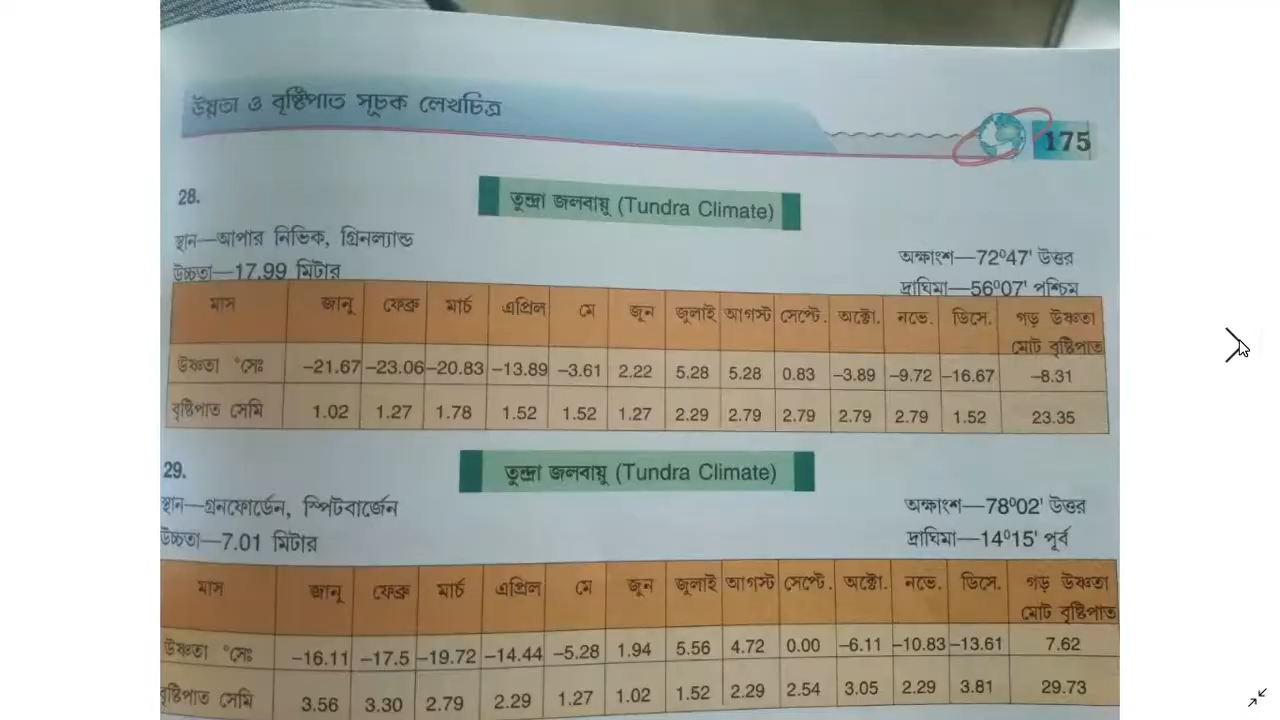 উষ্ণতা ও বৃষ্টিপাত সূচক লেখচিত্র
175
28.
তুন্দ্রা জলবায়ু (Tundra Climate)
স্থান—আপার নিভিক, গ্রিনল্যান্ড
অক্ষাংশ—72º47' উত্তর
উচ্চতা—17.99 মিটার
দ্রাঘিমা—56º07' পশ্চিম
মাস জানু ফেব্রু মার্চ এপ্রিল মে জুন জুলাই আগস্ট সেপ্টে. অক্টো. নভে. ডিসে. গড় উষ্ণতা
মোট বৃষ্টিপাত
উষ্ণতা °সেঃ –21.67 –23.06 –20.83 –13.89 –3.61 2.22 5.28 5.28 0.83 –3.89 –9.72 –16.67 –8.31
বৃষ্টিপাত সেমি 1.02 1.27 1.78 1.52 1.52 1.27 2.29 2.79 2.79 2.79 2.79 1.52 23.35
29.
তুন্দ্রা জলবায়ু (Tundra Climate)
স্থান—গ্রনফোর্ডেন, স্পিটবার্জেন
অক্ষাংশ—78º02' উত্তর
উচ্চতা—7.01 মিটার
দ্রাঘিমা—14º15' পূর্ব
মাস জানু ফেব্রু মার্চ এপ্রিল মে জুন জুলাই আগস্ট সেপ্টে. অক্টো. নভে. ডিসে. গড় উষ্ণতা
মোট বৃষ্টিপাত
উষ্ণতা °সেঃ –16.11 –17.5 –19.72 –14.44 –5.28 1.94 5.56 4.72 0.00 –6.11 –10.83 –13.61 7.62
বৃষ্টিপাত সেমি 3.56 3.30 2.79 2.29 1.27 1.02 1.52 2.29 2.54 3.05 2.29 3.81 29.73